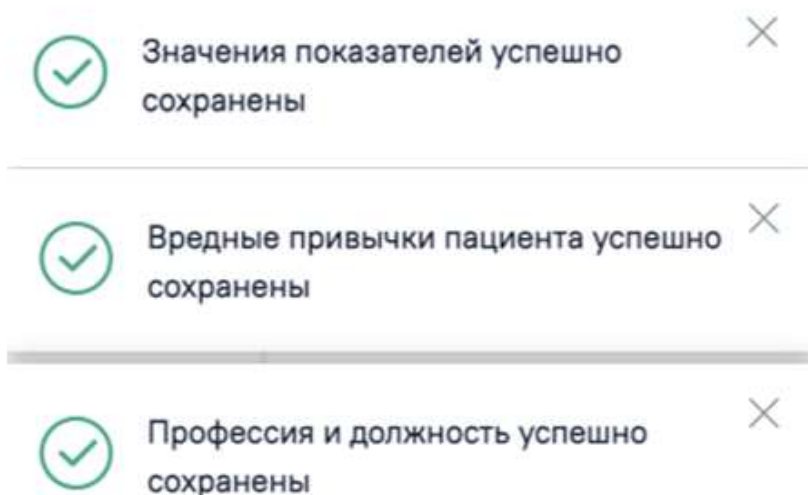 Значения показателей успешно
сохранены
Вредные привычки пациента успешно
сохранены
Профессия и должность успешно
сохранены